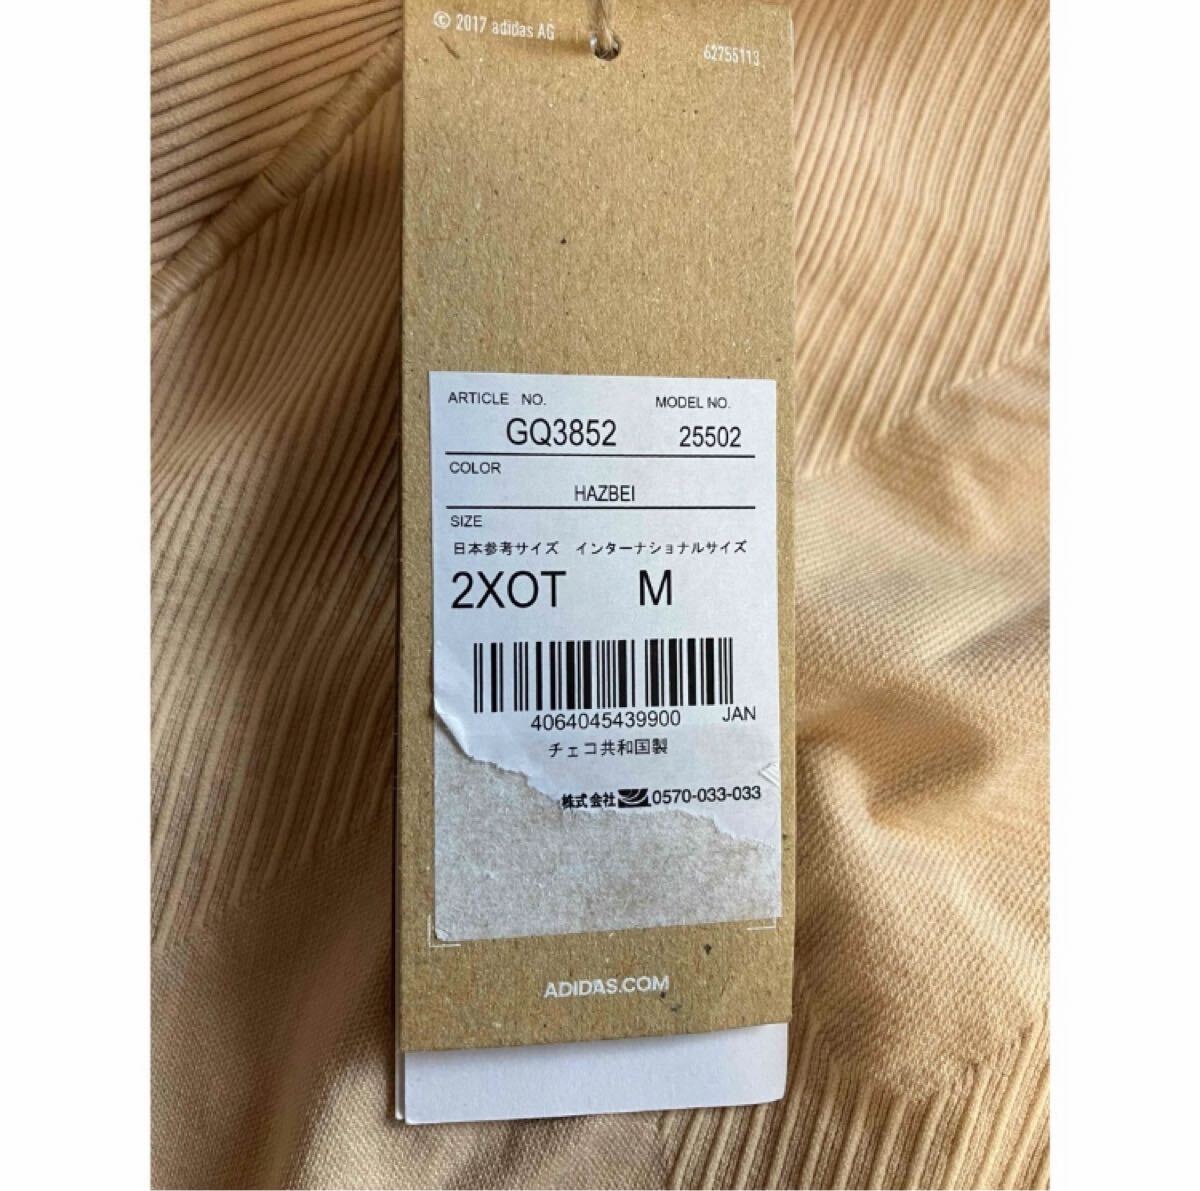 © 2017 adidas AG 62755113
ARTICLE NO. MODEL NO.
GQ3852 25502
COLOR
HAZBEI
SIZE
日本参考サイズ インターナショナルサイズ
2XOT M
4064045439900 JAN
チェコ共和国製
株式会社 0570-033-033
ADIDAS.COM